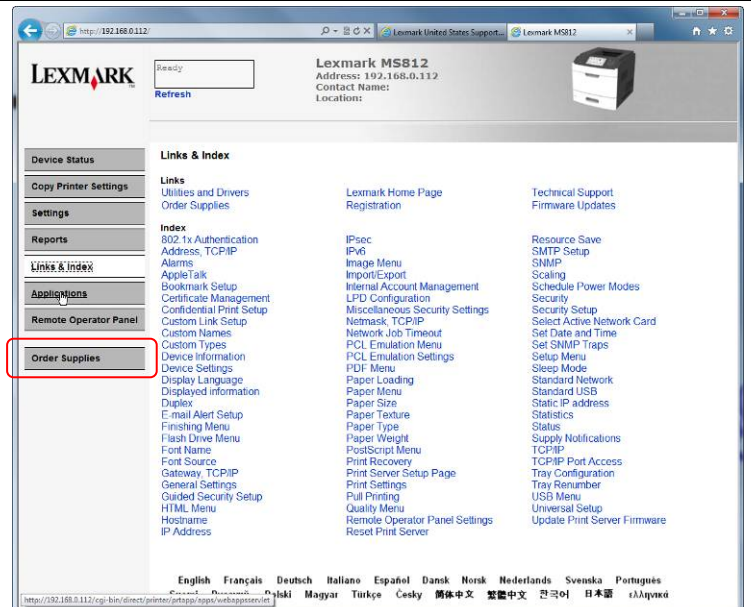 http://192.168.0.112/
Lexmark United States Support...
Lexmark MS812
LEXMARK
Ready
Refresh
Lexmark MS812
Address: 192.168.0.112
Contact Name:
Location:
Device Status
Copy Printer Settings
Settings
Reports
Links & Index
Applications
Remote Operator Panel
Order Supplies
Links & Index
Links
Utilities and Drivers Lexmark Home Page Technical Support
Order Supplies Registration Firmware Updates
Index
802.1x Authentication IPsec Resource Save
Address, TCP/IP IPv6 SMTP Setup
Alarms Image Menu SNMP
AppleTalk Import/Export Scaling
Bookmark Setup Internal Account Management Schedule Power Modes
Certificate Management LPD Configuration Security
Confidential Print Setup Miscellaneous Security Settings Security Setup
Custom Link Setup Netmask, TCP/IP Select Active Network Card
Custom Names Network Job Timeout Set Date and Time
Custom Types PCL Emulation Menu Set SNMP Traps
Device Information PCL Emulation Settings Setup Menu
Device Settings PDF Menu Sleep Mode
Display Language Paper Loading Standard Network
Displayed information Paper Menu Standard USB
Duplex Paper Size Static IP address
E-mail Alert Setup Paper Texture Statistics
Finishing Menu Paper Type Status
Flash Drive Menu Paper Weight Supply Notifications
Font Name PostScript Menu TCP/IP
Font Source Print Recovery TCP/IP Port Access
Gateway, TCP/IP Print Server Setup Page Tray Configuration
General Settings Print Settings Tray Renumber
Guided Security Setup Pull Printing USB Menu
HTML Menu Quality Menu Universal Setup
Hostname Remote Operator Panel Settings Update Print Server Firmware
IP Address Reset Print Server
English Français Deutsch Italiano Español Dansk Norsk Nederlands Svenska Português
Magyar Türkçe Česky 简体中文 繁體中文 한국어 日本語 ελληνικά
http://192.168.0.112/cgi-bin/direct/printer/prtapp/apps/webappsservlet